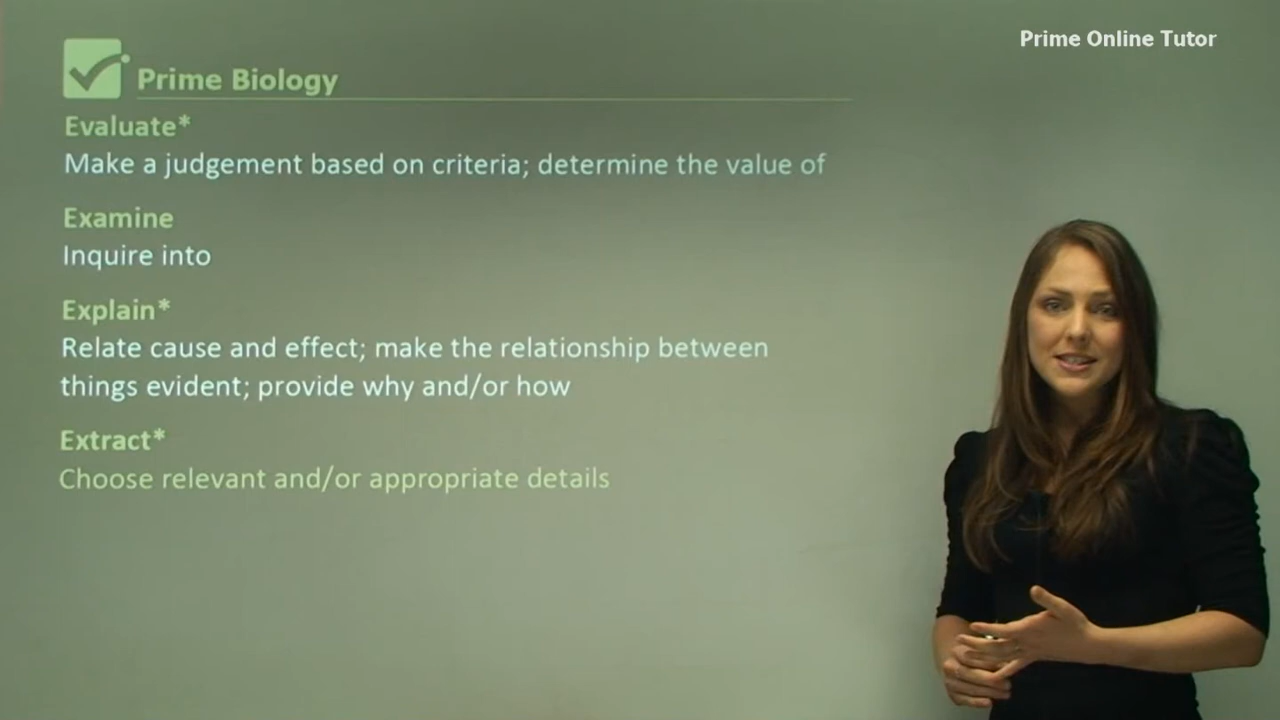 Prime Online Tutor
Prime Biology
Evaluate*
Make a judgement based on criteria; determine the value of
Examine
Inquire into
Explain*
Relate cause and effect; make the relationship between
things evident; provide why and/or how
Extract*
Choose relevant and/or appropriate details